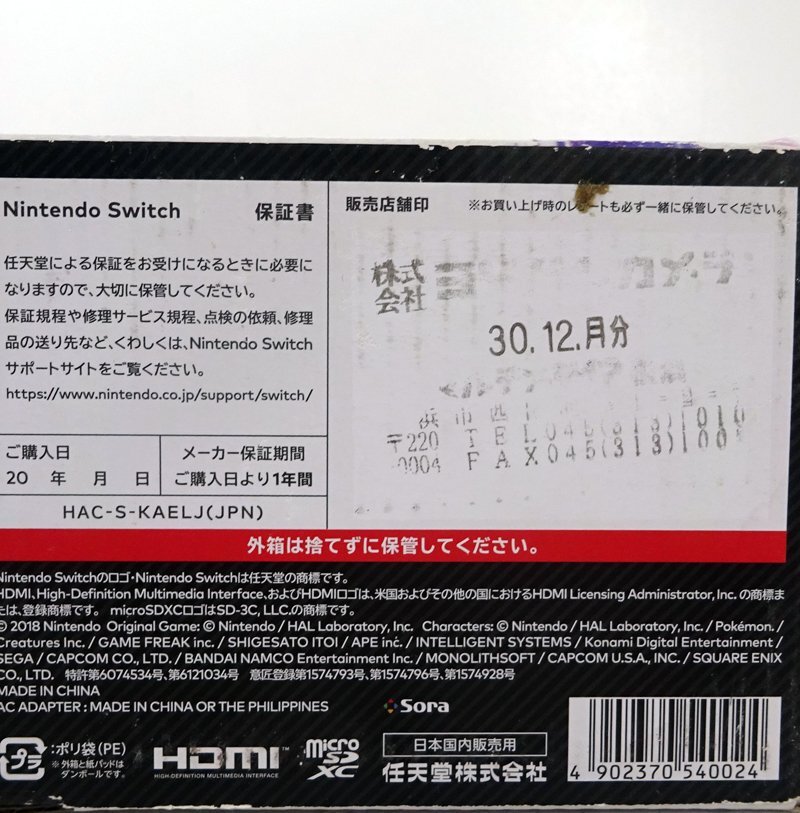 Nintendo Switch 保証書
任天堂による保証をお受けになるときに必要に
なりますので、大切に保管してください。
保証規程や修理サービス規程、点検の依頼、修理
品の送り先など、くわしくは、Nintendo Switch
サポートサイトをご覧ください。
https://www.nintendo.co.jp/support/switch/
ご購入日
20 年 月 日
メーカー保証期間
ご購入日より1年間
HAC-S-KAELJ(JPN)
販売店舗印 ※お買い上げ時のレシートも必ず一緒に保管してください。
株式
会社
カメラ
30.12.月分
浜 市 西
〒220 TEL045(313)1010
0004 FAX045(313)
外箱は捨てずに保管してください。
Nintendo Switchのロゴ・Nintendo Switchは任天堂の商標です。
HDMI、High-Definition Multimedia Interface、およびHDMIロゴは、米国およびその他の国におけるHDMI Licensing Administrator, Inc. の商標ま
たは、登録商標です。 microSDXCロゴはSD-3C, LLC.の商標です。
© 2018 Nintendo Original Game: © Nintendo / HAL Laboratory, Inc. Characters: © Nintendo / HAL Laboratory, Inc. / Pokémon. /
Creatures Inc. / GAME FREAK inc. / SHIGESATO ITOI / APE inc. / INTELLIGENT SYSTEMS / Konami Digital Entertainment /
SEGA / CAPCOM CO., LTD. / BANDAI NAMCO Entertainment Inc. / MONOLITHSOFT / CAPCOM U.S.A., INC. / SQUARE ENIX
CO., LTD. 特許第6074534号、第6121034号 意匠登録第1574793号、第1574796号、第1574928号
MADE IN CHINA
AC ADAPTER : MADE IN CHINA OR THE PHILIPPINES
Sora
プラ
:ポリ袋(PE)
※外箱と紙パッドは
ダンボールです。
HDMI™
HIGH-DEFINITION MULTIMEDIA INTERFACE
micro
SD
XC
日本国内販売用
任天堂株式会社
4 902370 540024